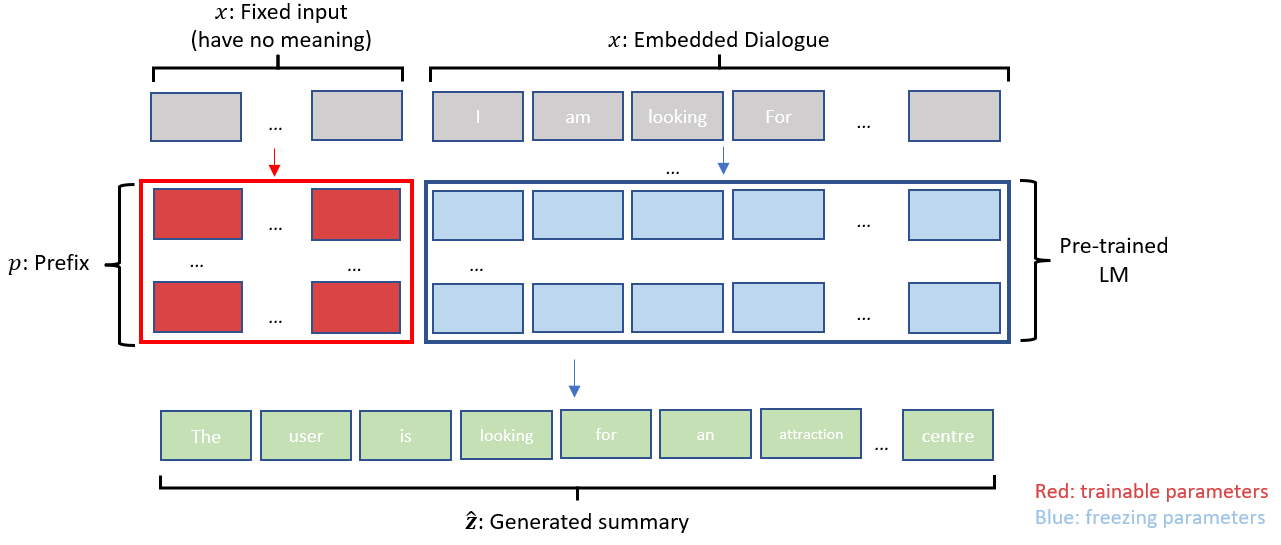 x: Fixed input
(have no meaning)
x: Embedded Dialogue
... I am looking For ...
...
... ...
p: Prefix
... ... ...
Pre-trained
LM
... ...
The user is looking for an attraction ... centre
ẑ: Generated summary
Red: trainable parameters
Blue: freezing parameters